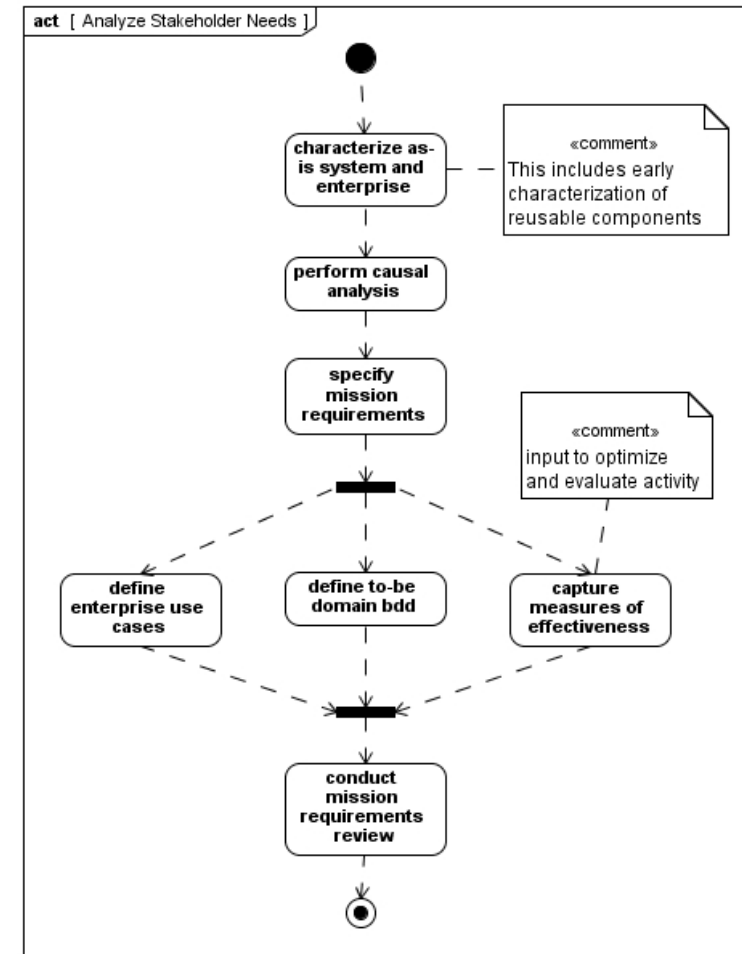 act [ Analyze Stakeholder Needs ]
characterize as-
is system and
enterprise
«comment»
This includes early
characterization of
reusable components
perform causal
analysis
specify
mission
requirements
«comment»
input to optimize
and evaluate activity
define
enterprise use
cases
define to-be
domain bdd
capture
measures of
effectiveness
conduct
mission
requirements
review